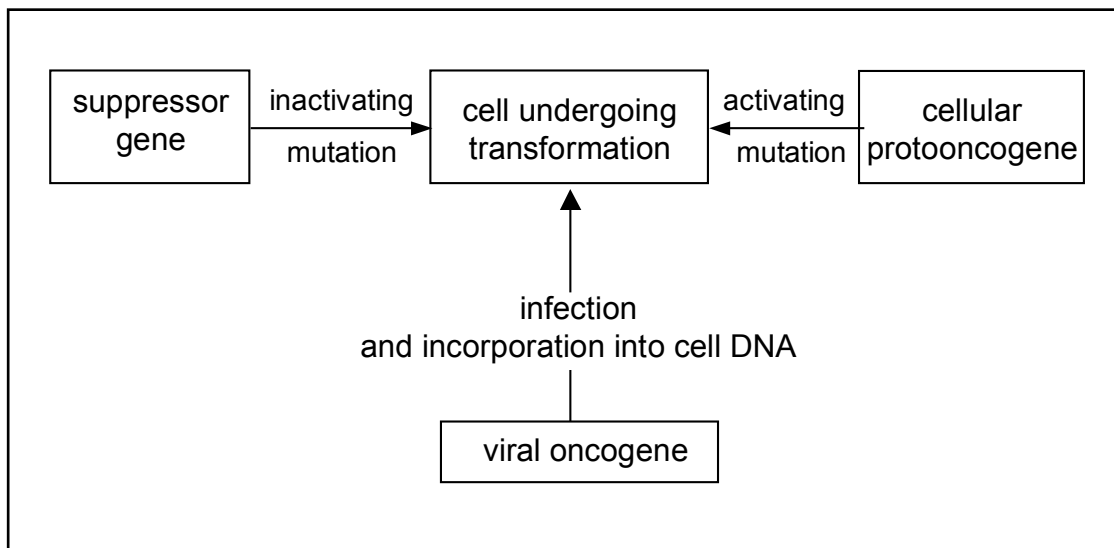 suppressor
gene
inactivating
mutation
cell undergoing
transformation
activating
mutation
cellular
protooncogene
infection
and incorporation into cell DNA
viral oncogene